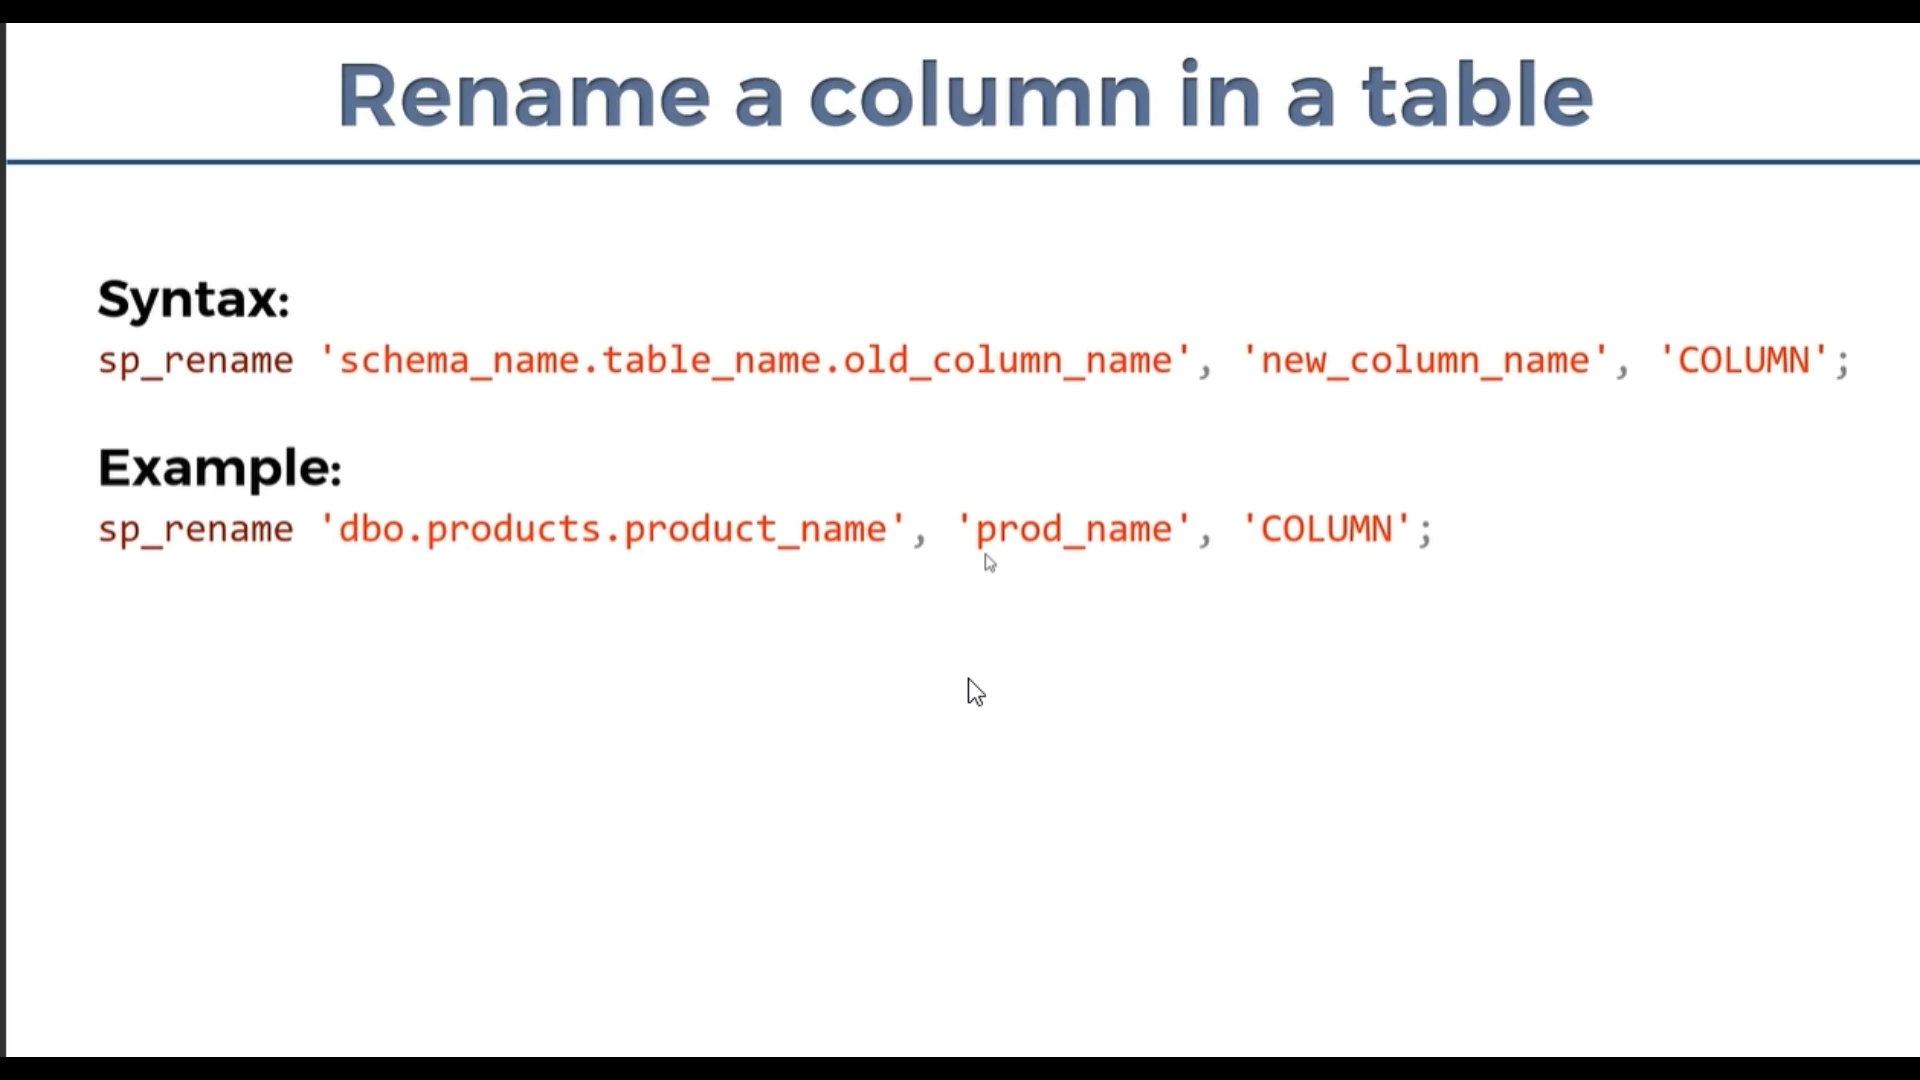 Rename a column in a table
Syntax:
sp_rename 'schema_name.table_name.old_column_name', 'new_column_name', 'COLUMN';
Example:
sp_rename 'dbo.products.product_name', 'prod_name', 'COLUMN';